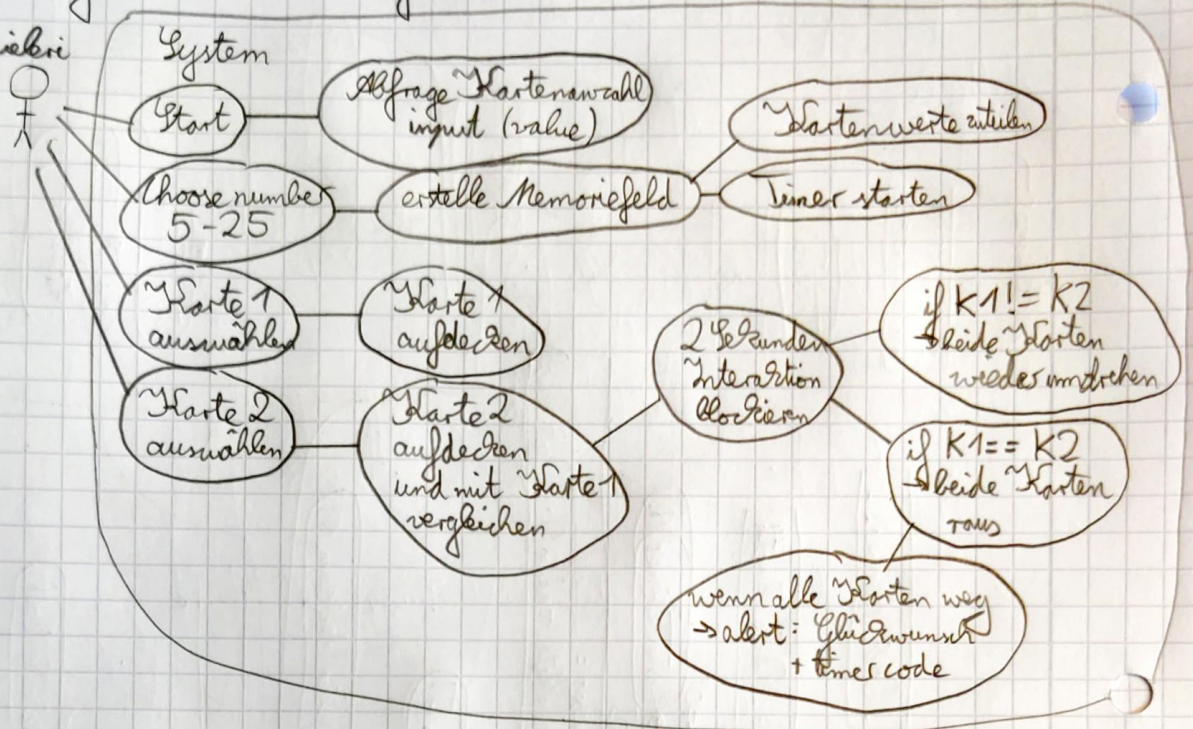 System
Start
Abfrage Kartenanzahl
input (value)
Kartenwerte zuteilen
Choose number
5-25
erstelle Memoriefeld
Timer starten
Karte 1
auswählen
Karte 1
aufdecken
2 Sekunden
Interaktion
blockieren
if K1 != K2
→ beide Karten
wieder umdrehen
Karte 2
auswählen
Karte 2
aufdecken
und mit Karte 1
vergleichen
if K1 == K2
→ beide Karten
raus
wenn alle Karten weg
→ alert: Glückwunsch
+ timer code